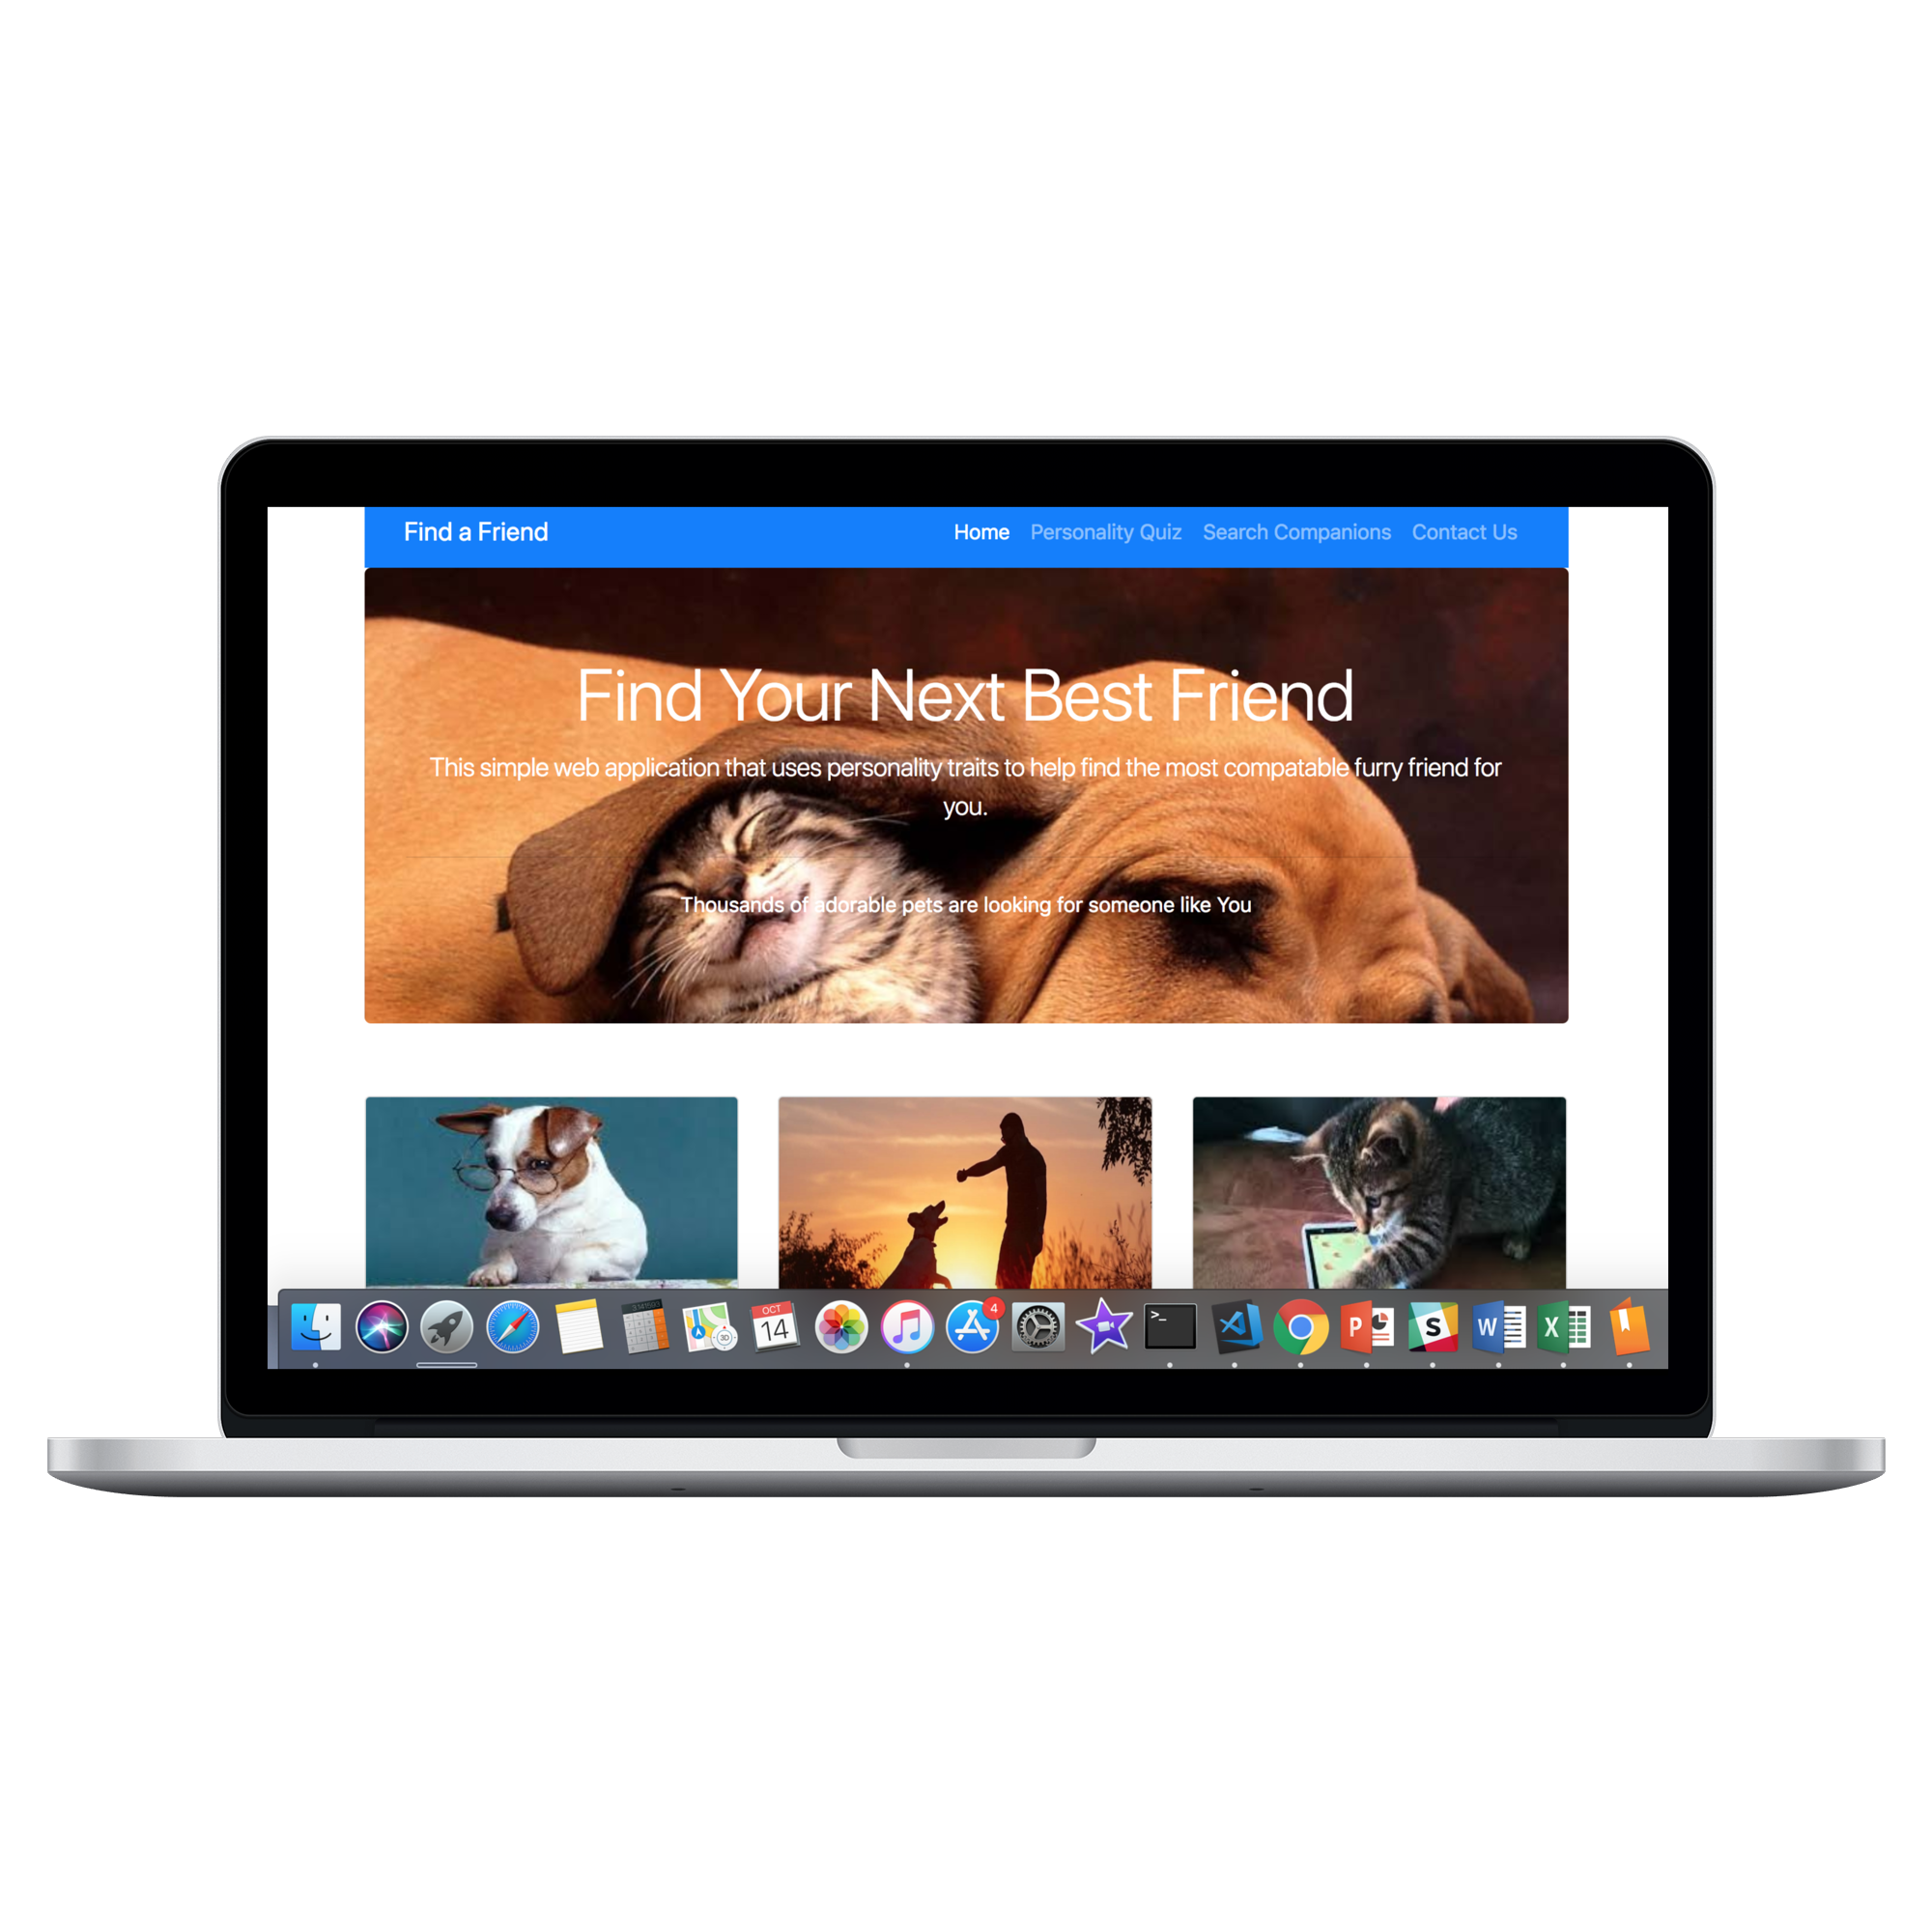 Find a Friend Home Personality Quiz Search Companions Contact Us
Find Your Next Best Friend
This simple web application that uses personality traits to help find the most compatable furry friend for
you.
Thousands of adorable pets are looking for someone like You
OCT
14
3D
4
>_
P
S
W
X